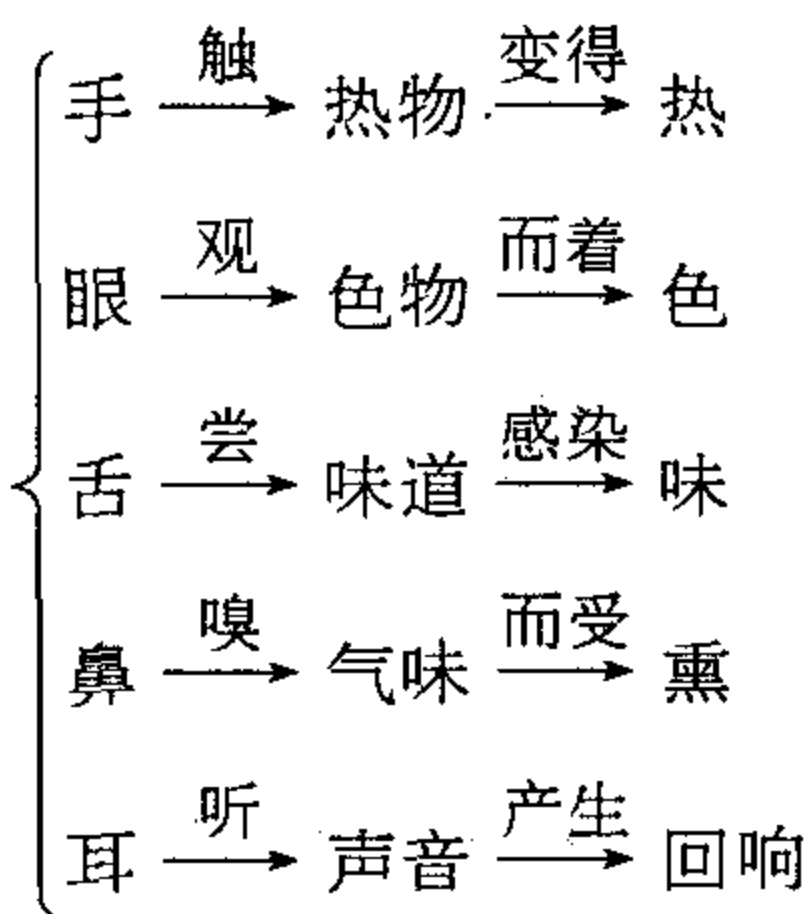 触 变得
手 热物 热
观 而着
眼 色物 色
尝 感染
舌 味道 味
嗅 而受
鼻 气味 熏
听 产生
耳 声音 回响